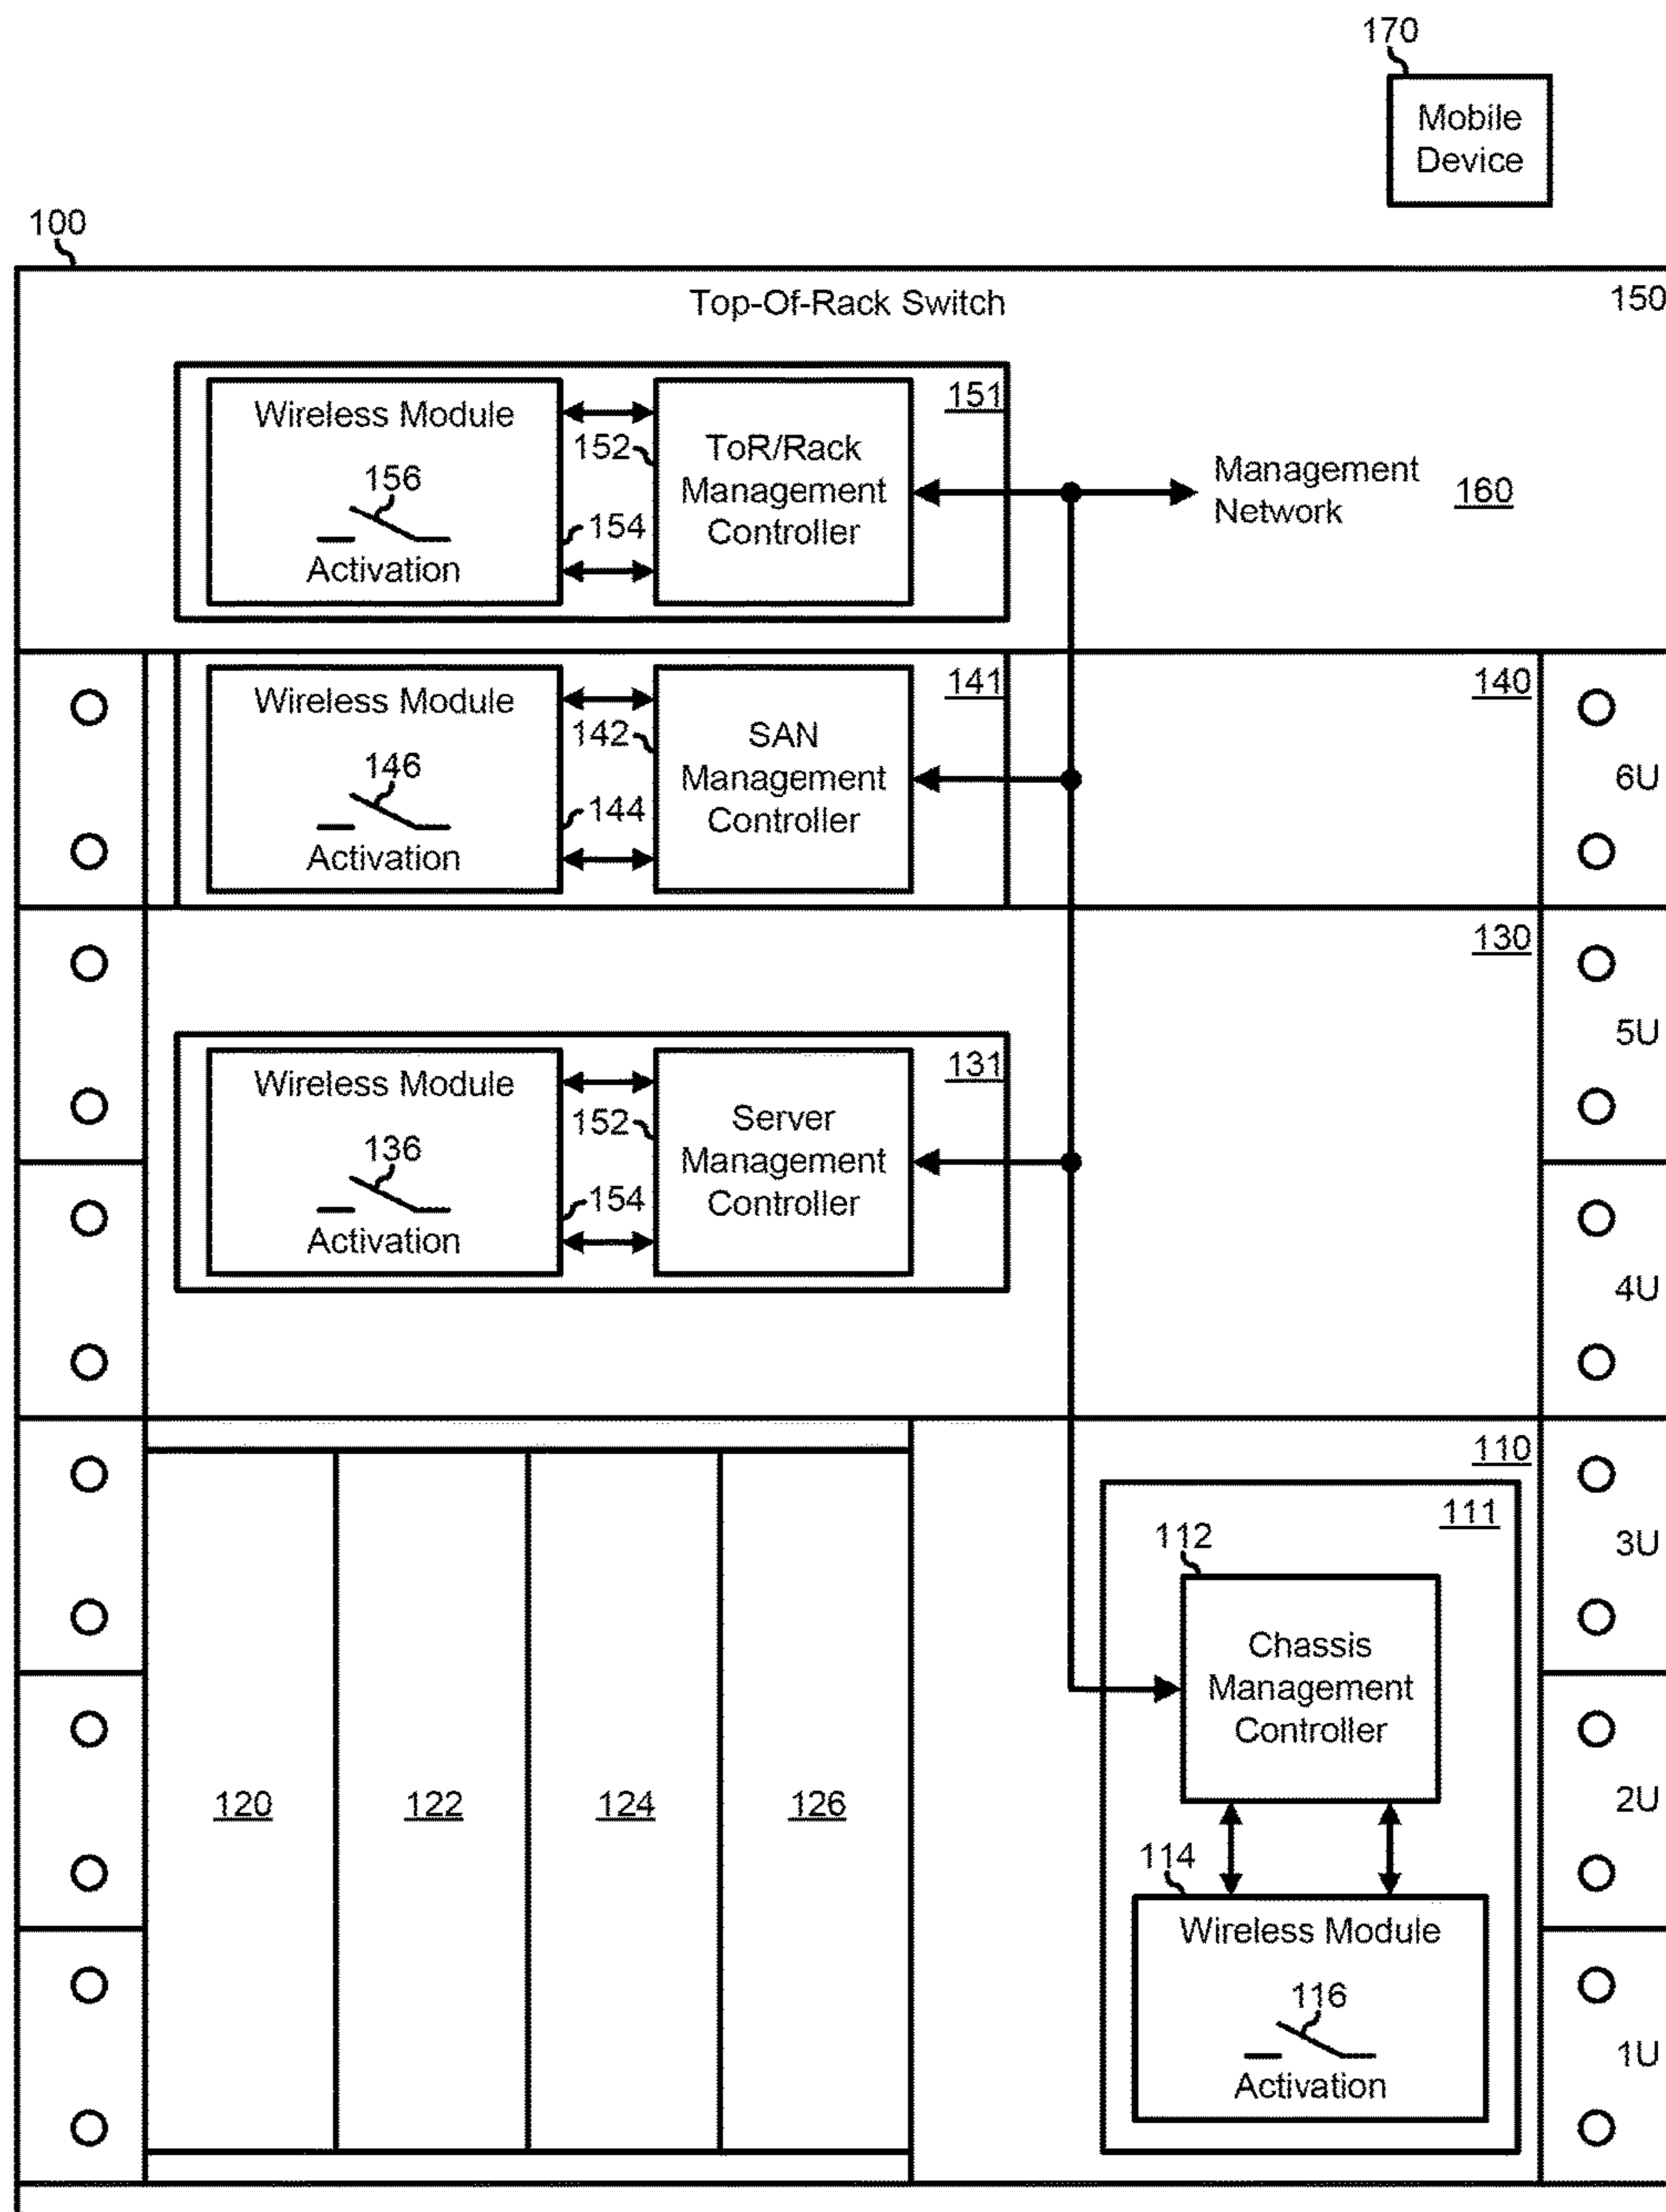 170
Mobile
Device
100
Top-Of-Rack Switch
150
Wireless Module
156
Activation
152
154
ToR/Rack
Management
Controller
151
Management
Network
160
Wireless Module
146
Activation
142
144
SAN
Management
Controller
141
140
6U
130
5U
Wireless Module
136
Activation
152
154
Server
Management
Controller
131
4U
110
111
3U
112
Chassis
Management
Controller
120
122
124
126
2U
114
Wireless Module
116
Activation
1U